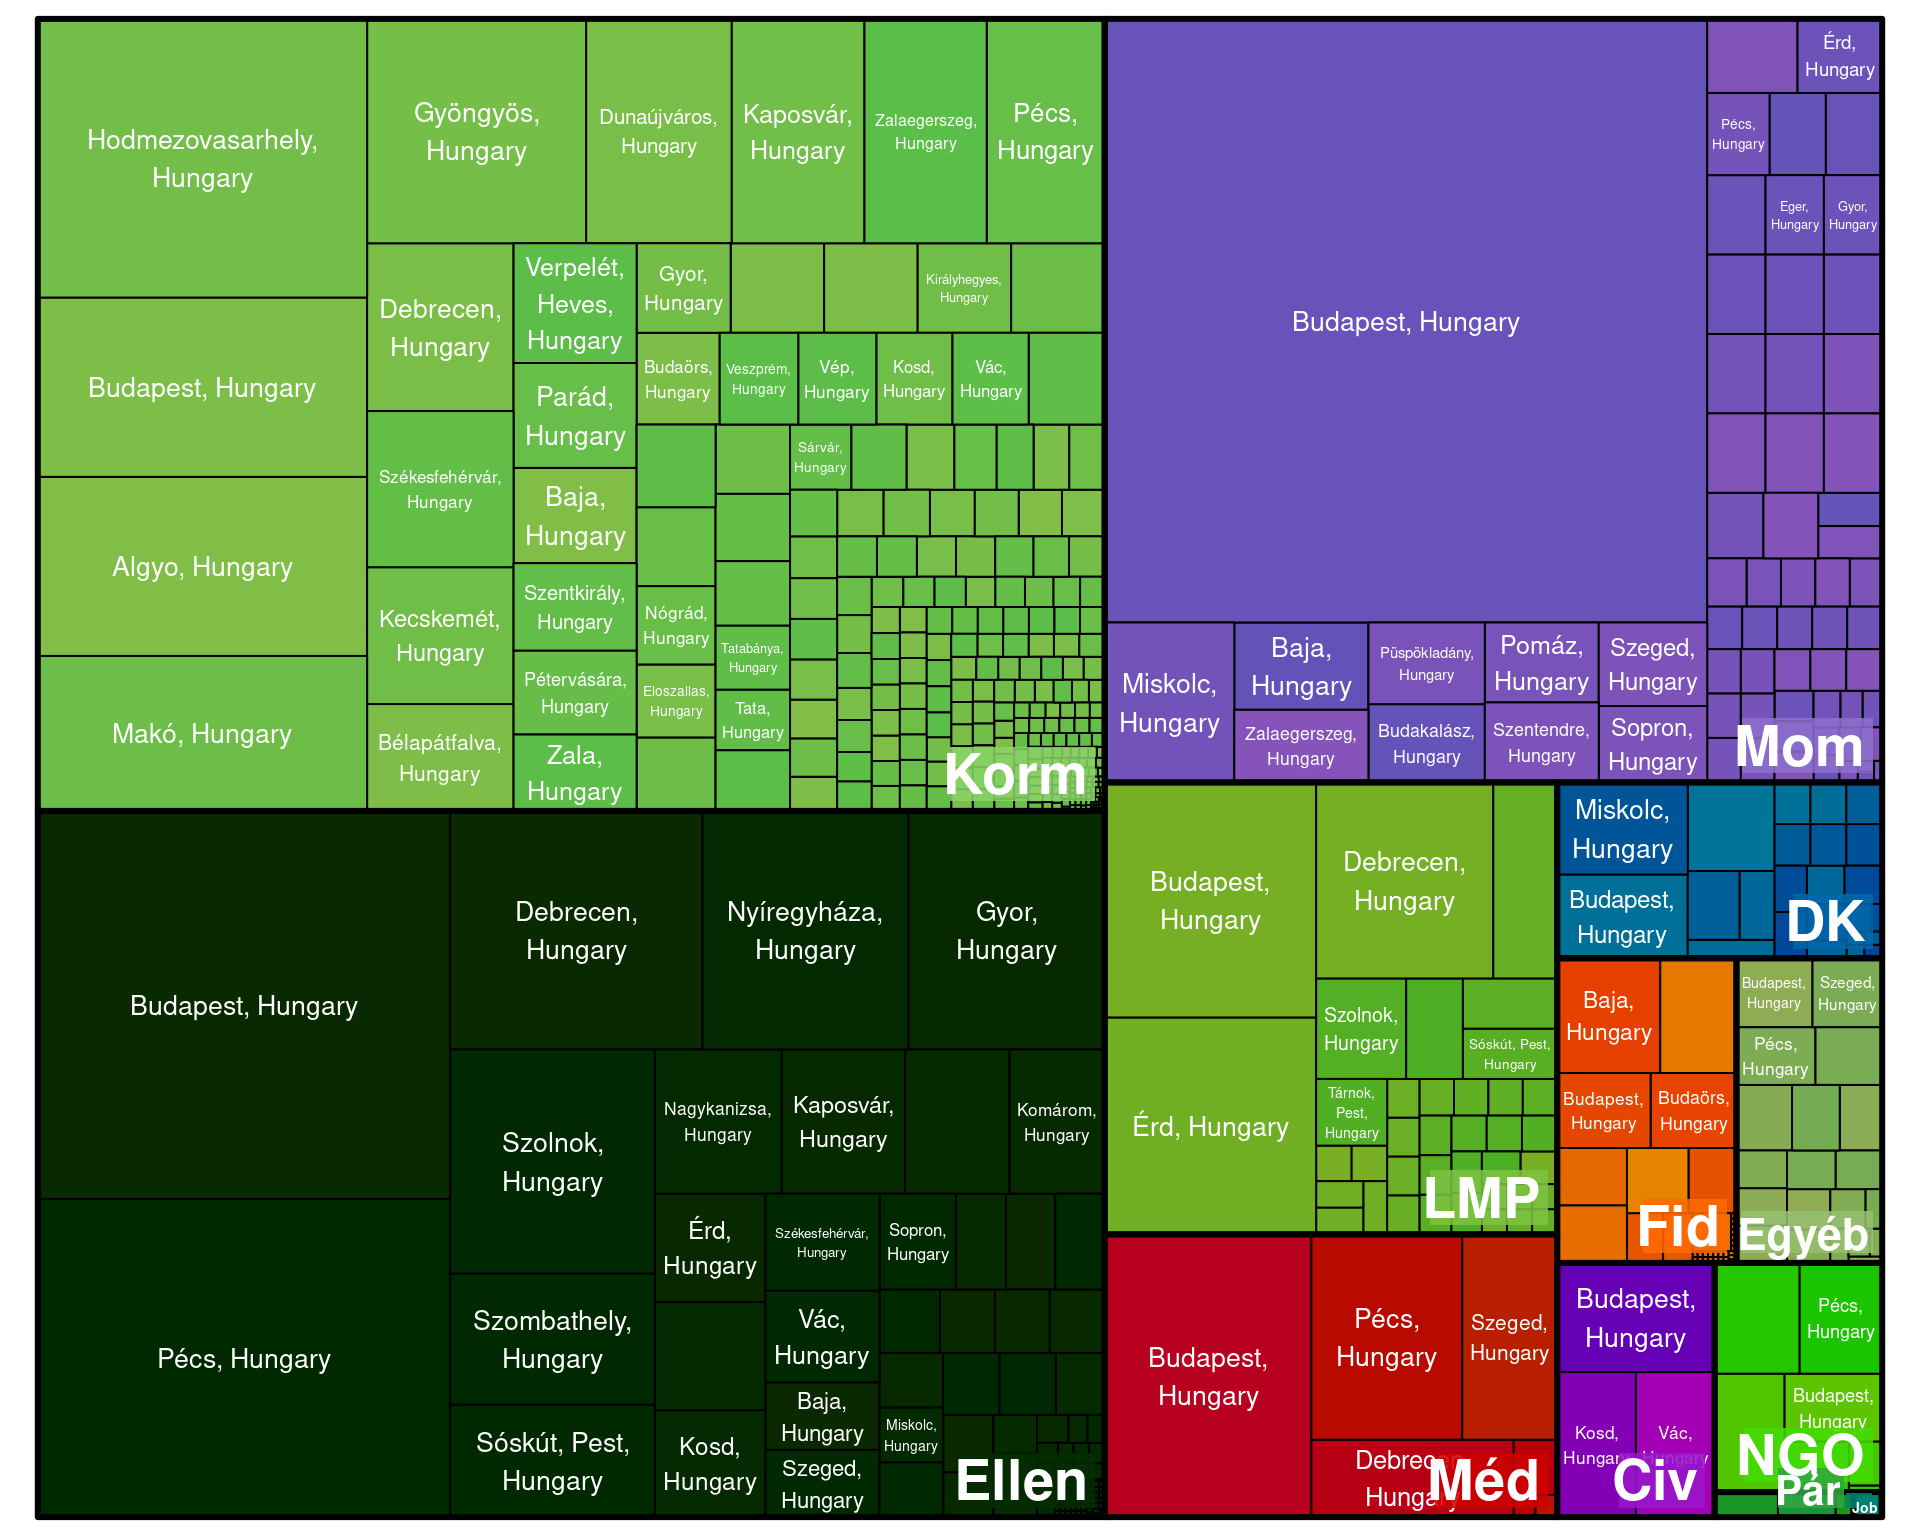 Hodmezovasarhely,
Hungary
Budapest, Hungary
Algyo, Hungary
Makó, Hungary
Gyöngyös,
Hungary
Dunaújváros,
Hungary
Kaposvár,
Hungary
Zalaegerszeg,
Hungary
Pécs,
Hungary
Debrecen,
Hungary
Székesfehérvár,
Hungary
Kecskemét,
Hungary
Bélapátfalva,
Hungary
Verpelét,
Heves,
Hungary
Parád,
Hungary
Baja,
Hungary
Szentkirály,
Hungary
Pétervására,
Hungary
Zala,
Hungary
Gyor,
Hungary
Királyhegyes,
Hungary
Budaörs,
Hungary
Veszprém,
Hungary
Vép,
Hungary
Kosd,
Hungary
Vác,
Hungary
Sárvár,
Hungary
Nógrád,
Hungary
Eloszallas,
Hungary
Tatabánya,
Hungary
Tata,
Hungary
Korm
Budapest, Hungary
Érd,
Hungary
Pécs,
Hungary
Eger,
Hungary
Gyor,
Hungary
Miskolc,
Hungary
Baja,
Hungary
Zalaegerszeg,
Hungary
Püspökladány,
Hungary
Budakalász,
Hungary
Pomáz,
Hungary
Szentendre,
Hungary
Szeged,
Hungary
Sopron,
Hungary
Mom
Budapest, Hungary
Pécs, Hungary
Debrecen,
Hungary
Nyíregyháza,
Hungary
Gyor,
Hungary
Szolnok,
Hungary
Szombathely,
Hungary
Sóskút, Pest,
Hungary
Nagykanizsa,
Hungary
Kaposvár,
Hungary
Komárom,
Hungary
Érd,
Hungary
Kosd,
Hungary
Székesfehérvár,
Hungary
Vác,
Hungary
Baja,
Hungary
Szeged,
Hungary
Sopron,
Hungary
Miskolc,
Hungary
Ellen
Budapest,
Hungary
Érd, Hungary
Debrecen,
Hungary
Szolnok,
Hungary
Sóskút, Pest,
Hungary
Tárnok,
Pest,
Hungary
LMP
Miskolc,
Hungary
Budapest,
Hungary
DK
Baja,
Hungary
Budapest,
Hungary
Budaörs,
Hungary
Fid
Budapest,
Hungary
Szeged,
Hungary
Pécs,
Hungary
Egyéb
Budapest,
Hungary
Pécs,
Hungary
Szeged,
Hungary
Debrecen,
Hungary
Méd
Budapest,
Hungary
Kosd,
Hungary
Vác,
Hungary
Civ
Pécs,
Hungary
Budapest,
Hungary
NGO
Pár
Job